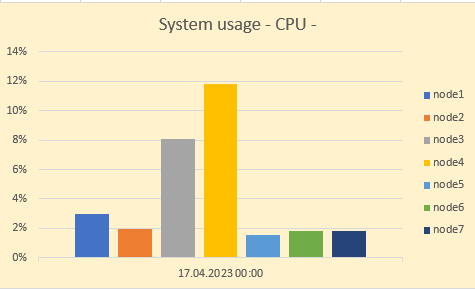 System usage - CPU -
14%
12%
10%
8%
6%
4%
2%
0%
17.04.2023 00:00
node1
node2
node3
node4
node5
node6
node7